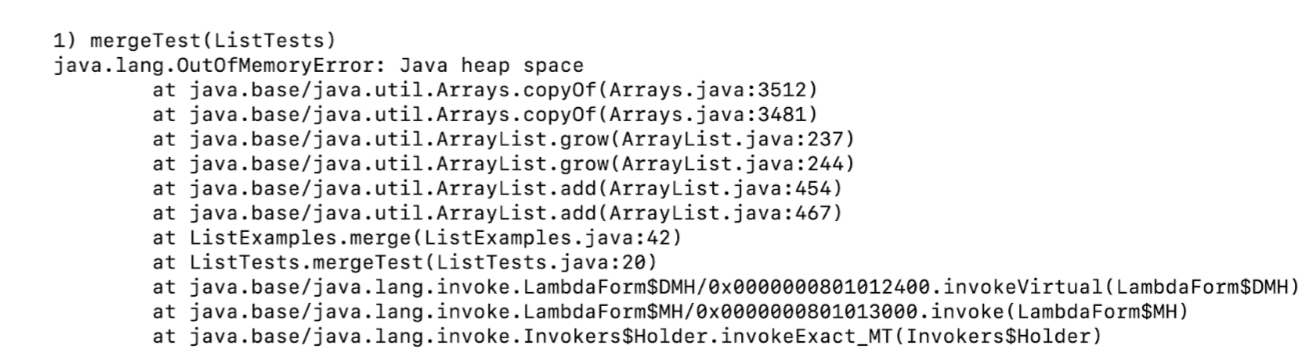 1) mergeTest(ListTests)
java.lang.OutOfMemoryError: Java heap space
        at java.base/java.util.Arrays.copyOf(Arrays.java:3512)
        at java.base/java.util.Arrays.copyOf(Arrays.java:3481)
        at java.base/java.util.ArrayList.grow(ArrayList.java:237)
        at java.base/java.util.ArrayList.grow(ArrayList.java:244)
        at java.base/java.util.ArrayList.add(ArrayList.java:454)
        at java.base/java.util.ArrayList.add(ArrayList.java:467)
        at ListExamples.merge(ListExamples.java:42)
        at ListTests.mergeTest(ListTests.java:20)
        at java.base/java.lang.invoke.LambdaForm$DMH/0x0000000801012400.invokeVirtual(LambdaForm$DMH)
        at java.base/java.lang.invoke.LambdaForm$MH/0x0000000801013000.invoke(LambdaForm$MH)
        at java.base/java.lang.invoke.Invokers$Holder.invokeExact_MT(Invokers$Holder)